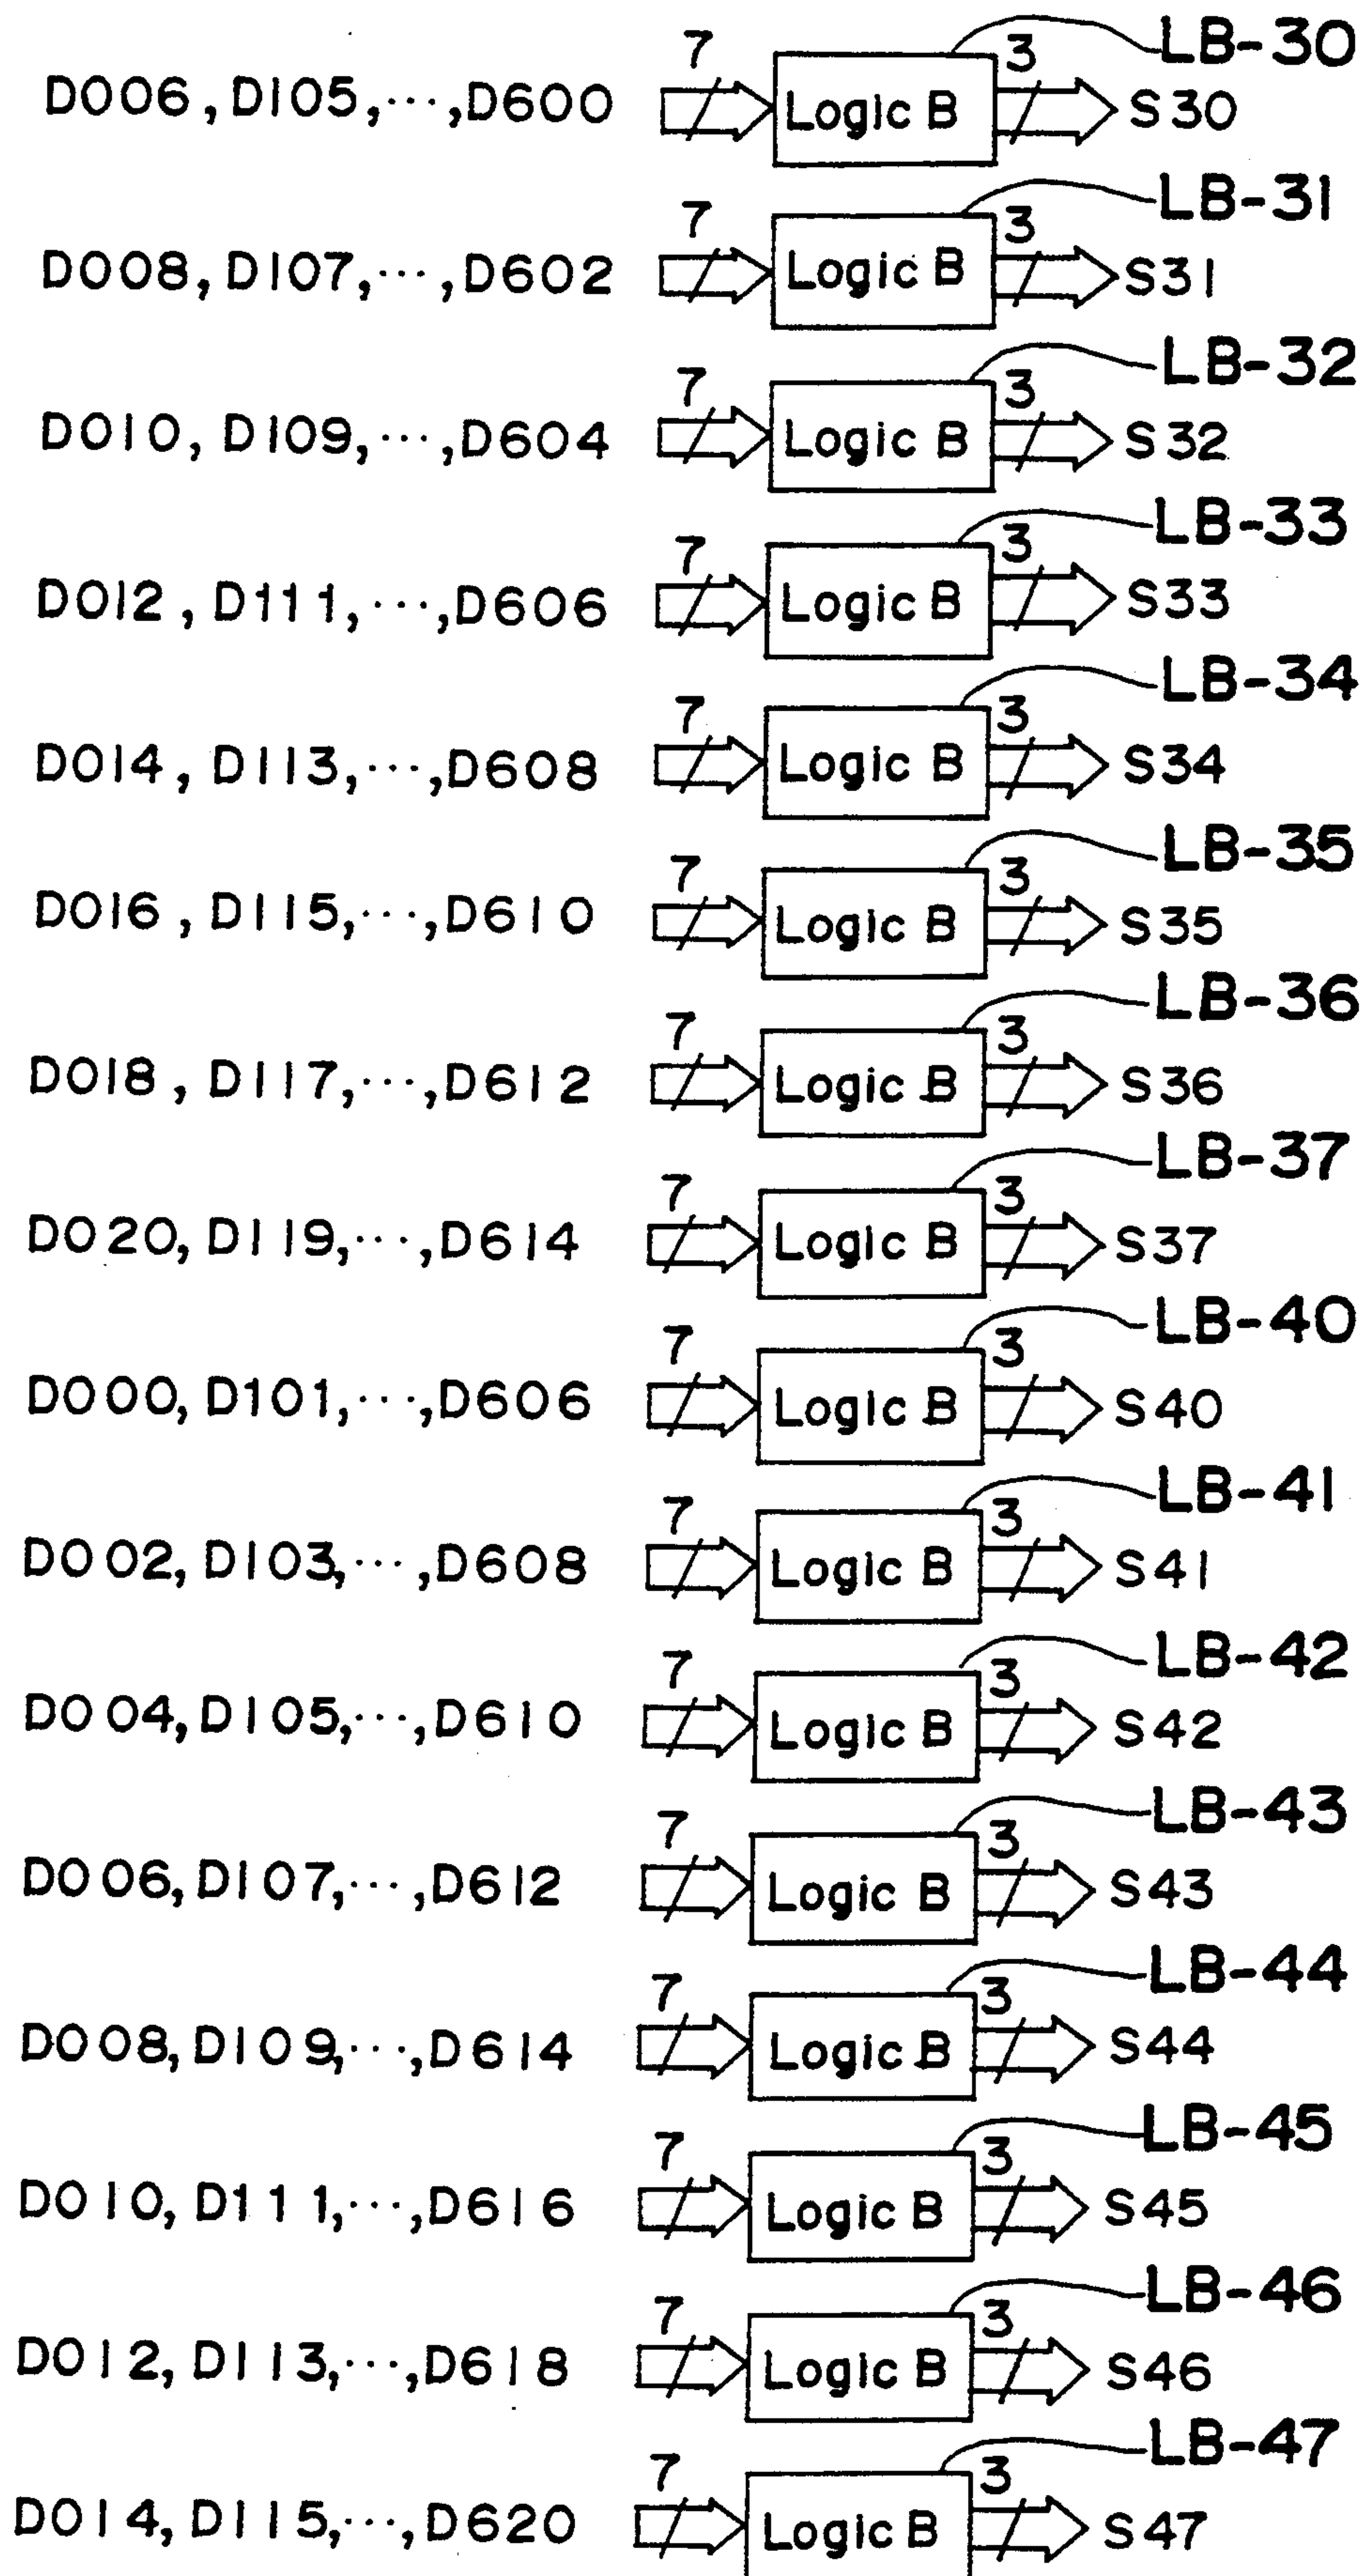 LB-30
D006, D105, ···, D600 7 Logic B 3 S30
LB-31
D008, D107, ···, D602 7 Logic B 3 S31
LB-32
D010, D109, ···, D604 7 Logic B 3 S32
LB-33
D012, D111, ···, D606 7 Logic B 3 S33
LB-34
D014, D113, ···, D608 7 Logic B 3 S34
LB-35
D016, D115, ···, D610 7 Logic B 3 S35
LB-36
D018, D117, ···, D612 7 Logic B 3 S36
LB-37
D020, D119, ···, D614 7 Logic B 3 S37
LB-40
D000, D101, ···, D606 7 Logic B 3 S40
LB-41
D002, D103, ···, D608 7 Logic B 3 S41
LB-42
D004, D105, ···, D610 7 Logic B 3 S42
LB-43
D006, D107, ···, D612 7 Logic B 3 S43
LB-44
D008, D109, ···, D614 7 Logic B 3 S44
LB-45
D010, D111, ···, D616 7 Logic B 3 S45
LB-46
D012, D113, ···, D618 7 Logic B 3 S46
LB-47
D014, D115, ···, D620 7 Logic B 3 S47